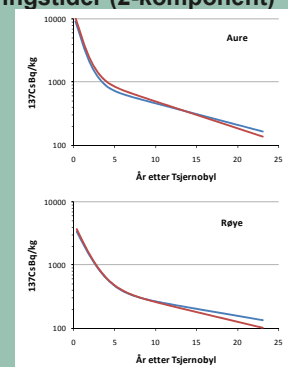 ingstider (2-komponent)
Aure
137CsBq/kg
10000
1000
100
0 5 10 15 20 25
År etter Tsjernobyl
Røye
137CsBq/kg
10000
1000
100
0 5 10 15 20 25
År etter Tsjernobyl